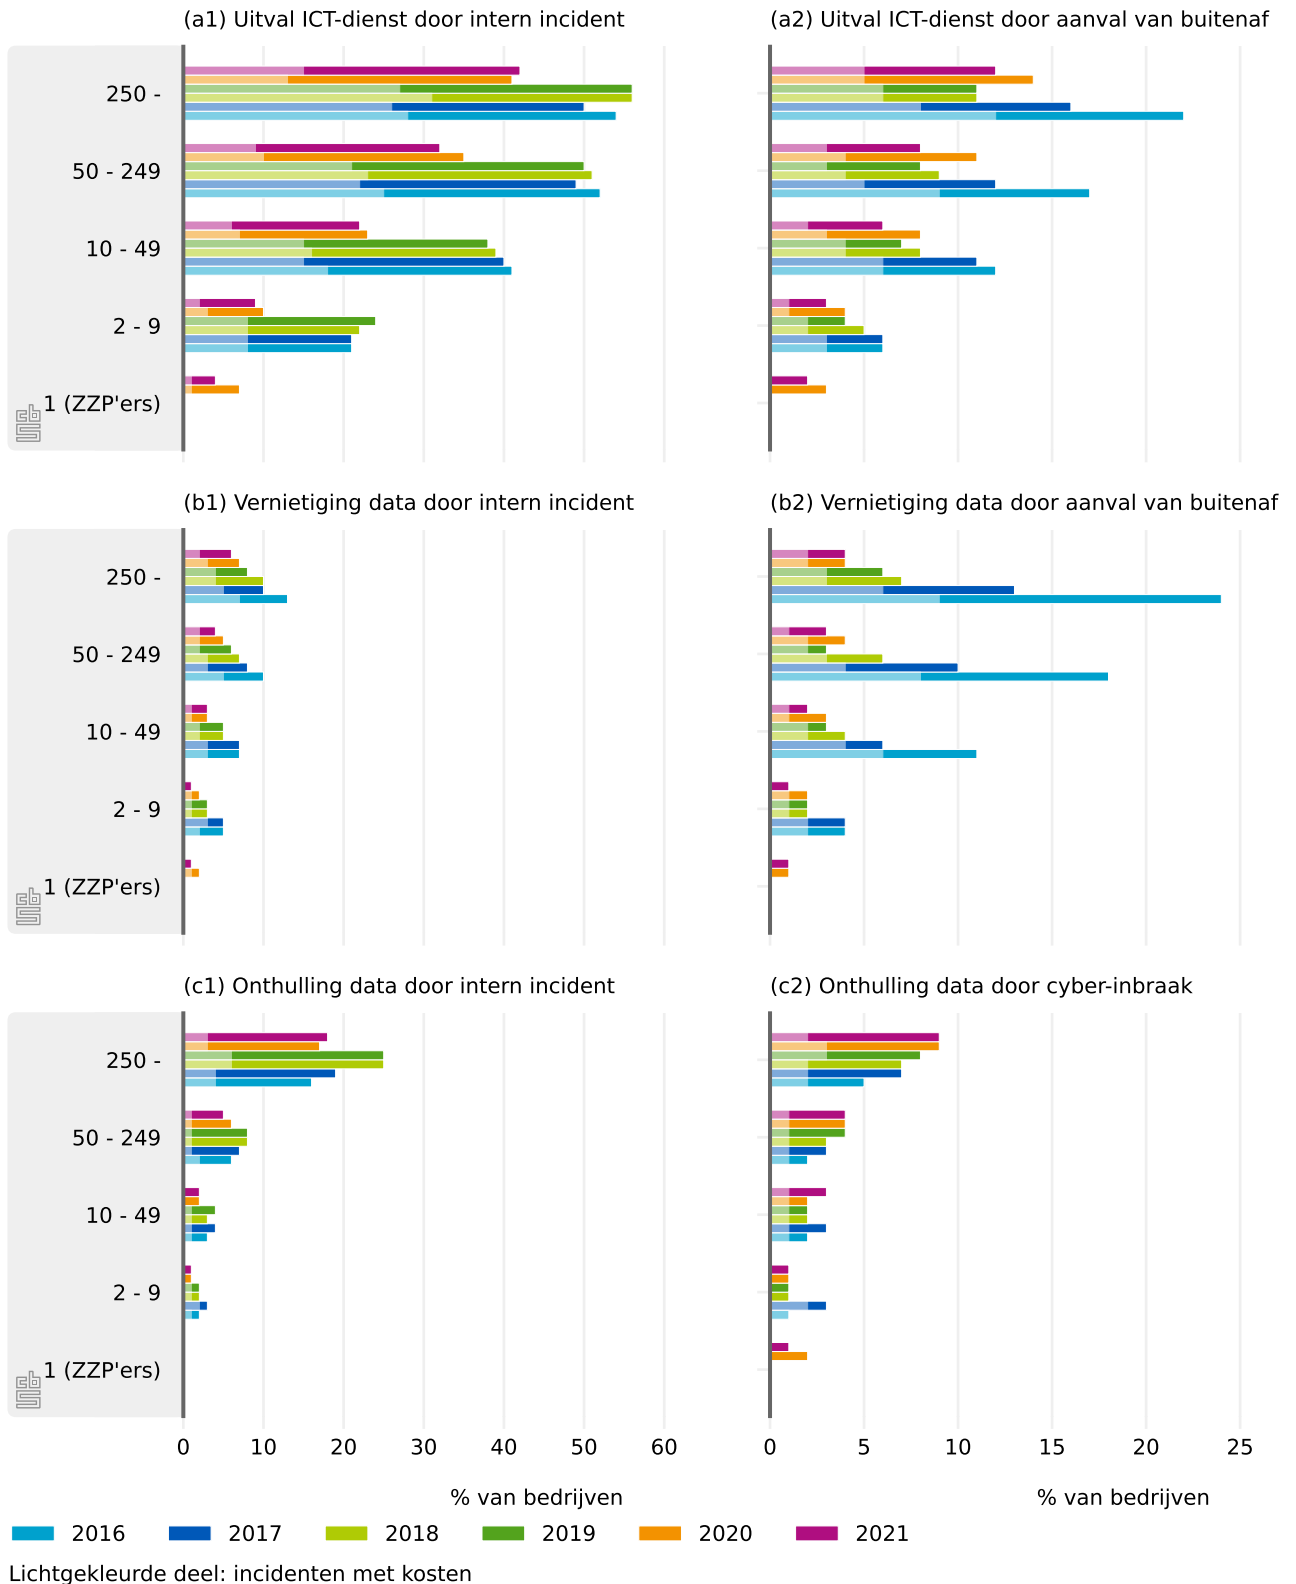 (a1) Uitval ICT-dienst door intern incident
(a2) Uitval ICT-dienst door aanval van buitenaf
250 -
50 - 249
10 - 49
2 - 9
1 (ZZP'ers)
(b1) Vernietiging data door intern incident
(b2) Vernietiging data door aanval van buitenaf
250 -
50 - 249
10 - 49
2 - 9
1 (ZZP'ers)
(c1) Onthulling data door intern incident
(c2) Onthulling data door cyber-inbraak
250 -
50 - 249
10 - 49
2 - 9
1 (ZZP'ers)
0 10 20 30 40 50 60
0 5 10 15 20 25
% van bedrijven
% van bedrijven
2016 2017 2018 2019 2020 2021
Lichtgekleurde deel: incidenten met kosten